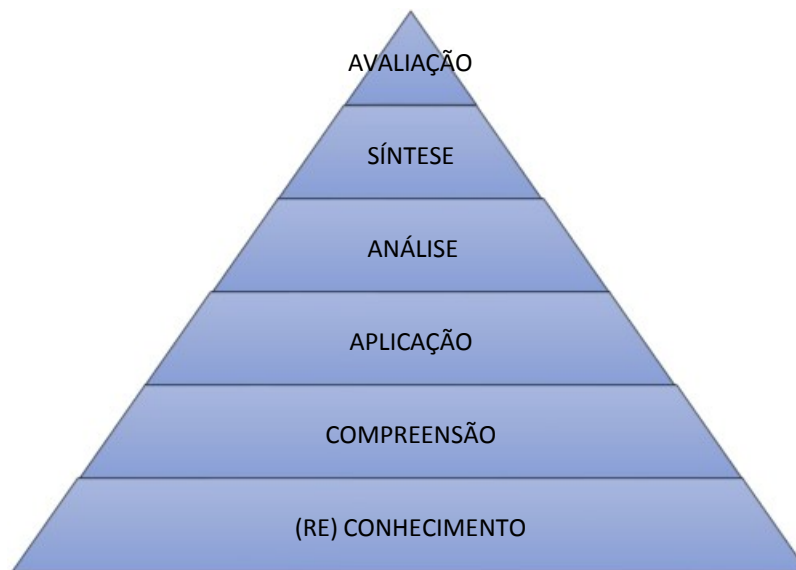 AVALIAÇÃO
SÍNTESE
ANÁLISE
APLICAÇÃO
COMPREENSÃO
(RE) CONHECIMENTO